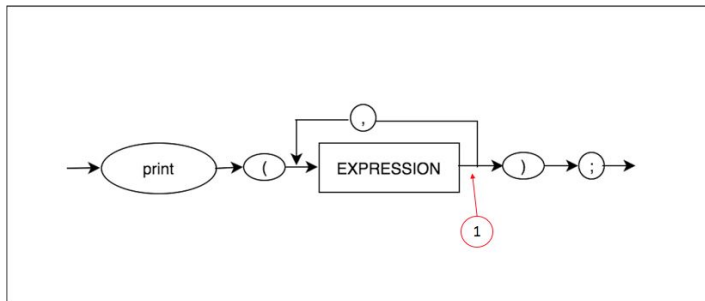 ,
print ( EXPRESSION ) ;
1